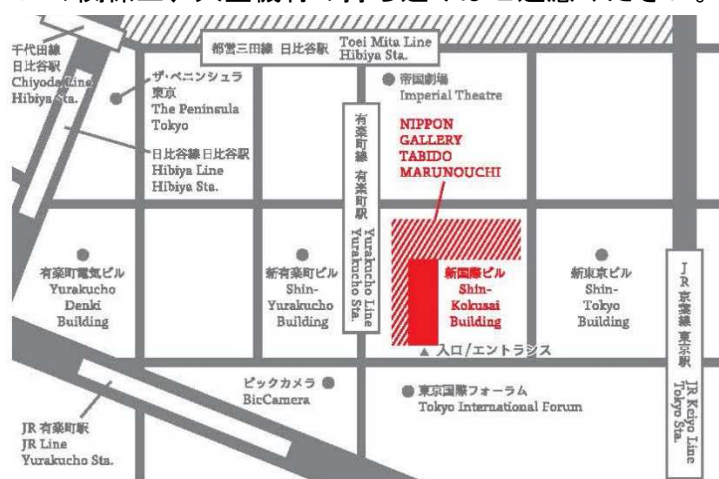 千代田線
日比谷駅
Chiyoda Line
Hibiya Sta.
都営三田線 日比谷駅 Toei Mita Line
Hibiya Sta.
ザ・ペニンシュラ
東京
The Peninsula
Tokyo
日比谷線日比谷駅
Hibiya Line
Hibiya Sta.
帝国劇場
Imperial Theatre
有楽町線 有楽町駅
Yurakucho Line
Yurakucho Sta.
NIPPON
GALLERY
TABIDO
MARUNOUCHI
有楽町電気ビル
Yurakucho
Denki
Building
新有楽町ビル
Shin-
Yurakucho
Building
新国際ビル
Shin-
Kokusai
Building
新東京ビル
Shin-
Tokyo
Building
JR京葉線 東京駅
JR Keiyo Line
Tokyo Sta.
▲ 入口/エントランス
ビックカメラ
BicCamera
東京国際フォーラム
Tokyo International Forum
JR 有楽町駅
JR Line
Yurakucho Sta.